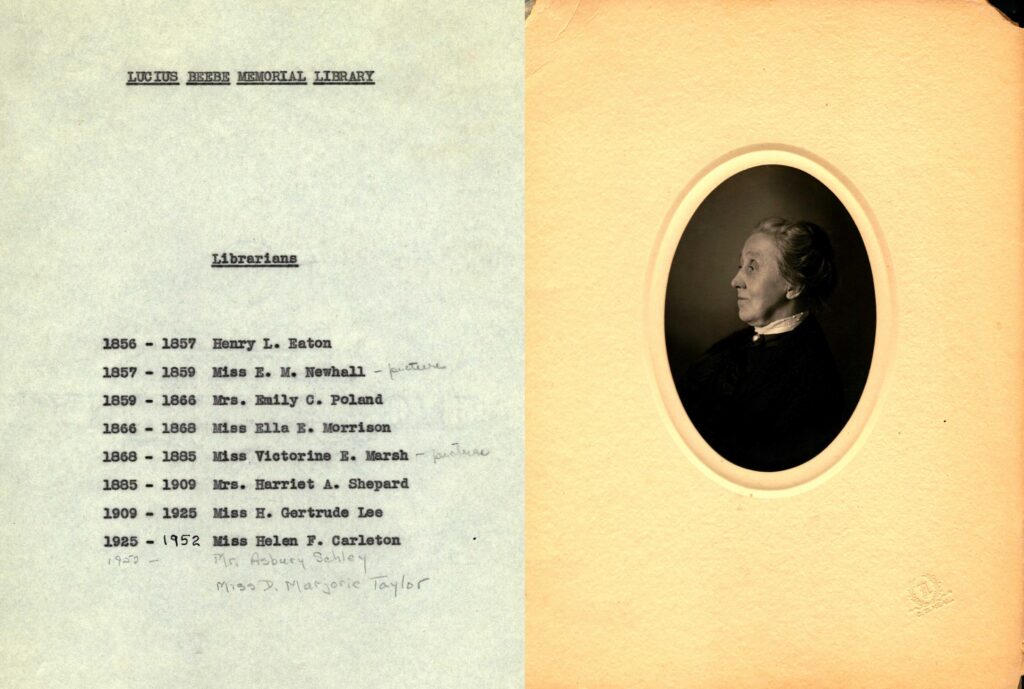 LUCIUS BEEBE MEMORIAL LIBRARY
Librarians
1856 - 1857 Henry L. Eaton
1857 - 1859 Miss E. M. Newhall - picture
1859 - 1866 Mrs. Emily C. Poland
1866 - 1868 Miss Ella E. Morrison
1868 - 1885 Miss Victorine E. Marsh - picture
1885 - 1909 Mrs. Harriet A. Shepard
1909 - 1925 Miss H. Gertrude Lee
1925 - 1952 Miss Helen F. Carleton
Mr. Asbury Schley
Miss D. Marjorie Taylor